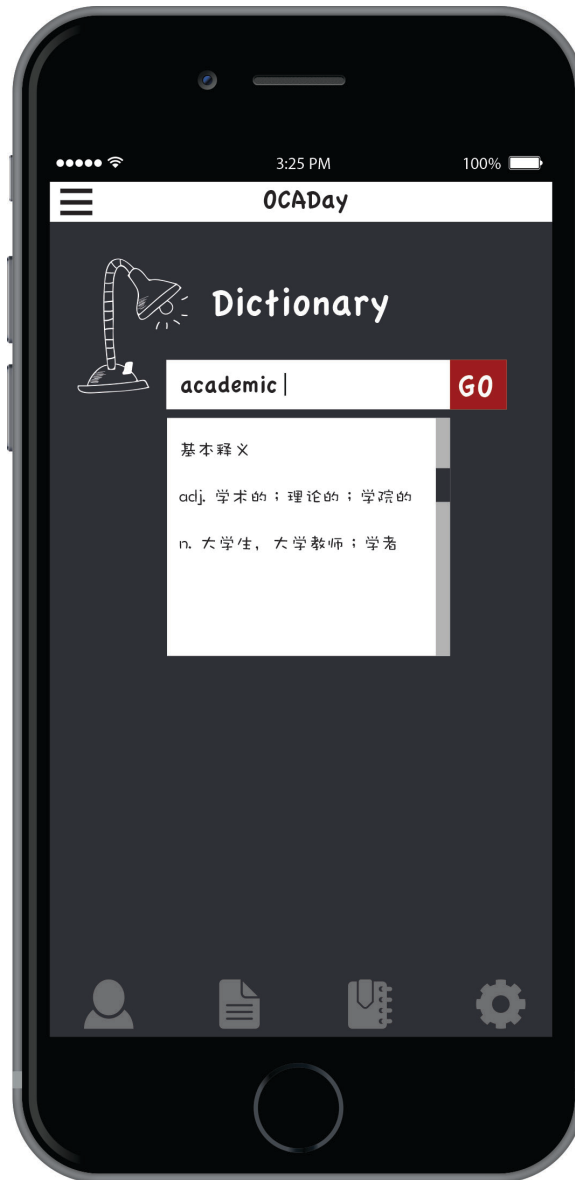 3:25 PM
100%
OCADay
Dictionary
academic
GO
基本释义
adj. 学术的；理论的；学院的
n. 大学生，大学教师；学者